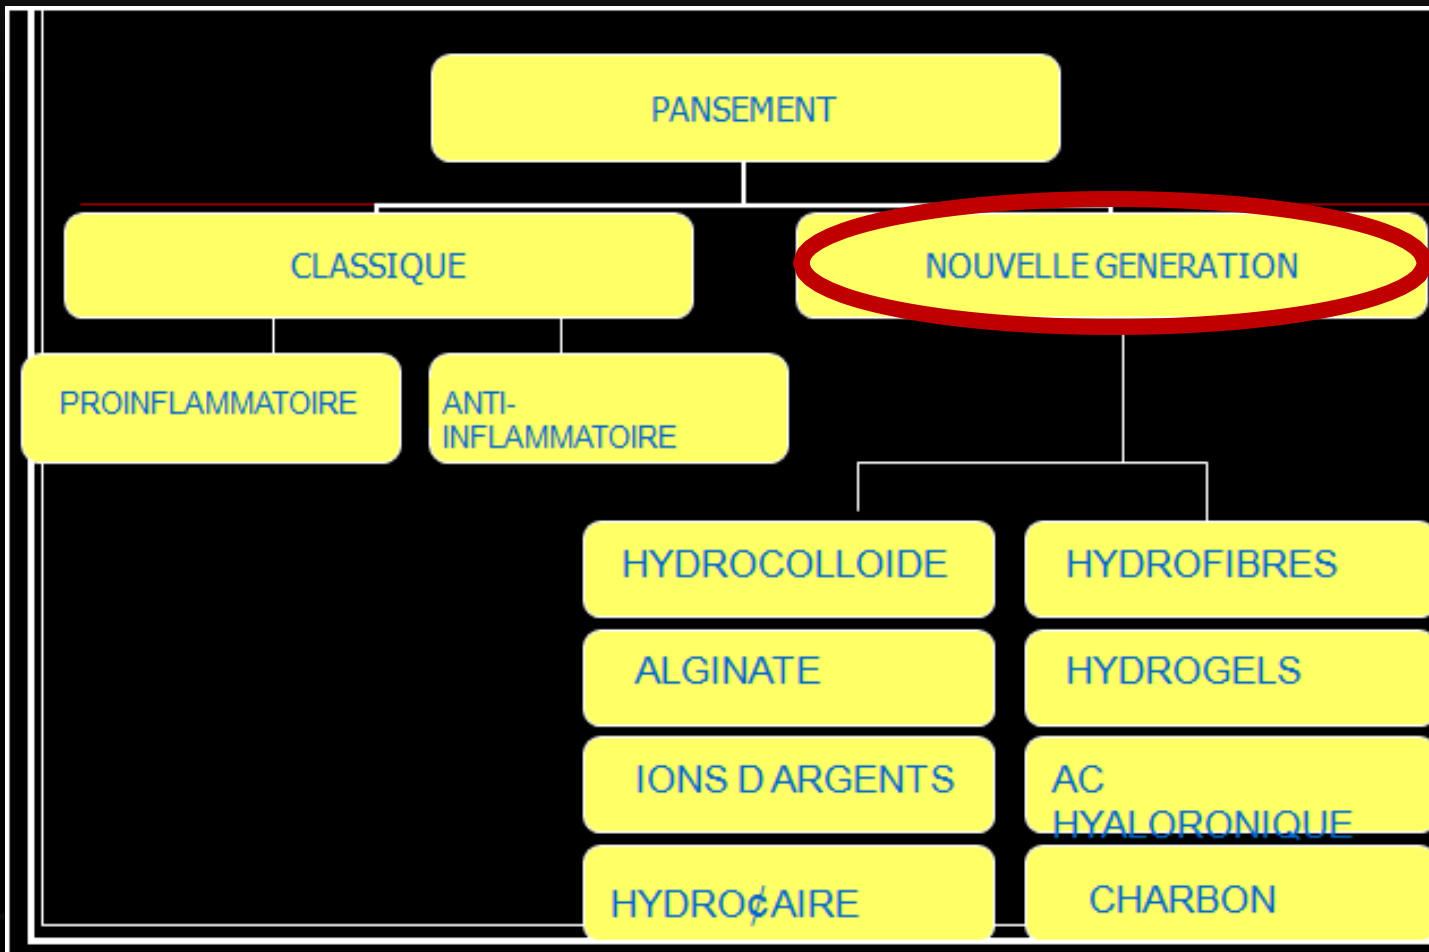 PANSEMENT
CLASSIQUE
NOUVELLE GENERATION
PROINFLAMMATOIRE
ANTI-
INFLAMMATOIRE
HYDROCOLLOIDE
HYDROFIBRES
ALGINATE
HYDROGELS
IONS D ARGENTS
AC
HYALORONIQUE
HYDRO¢AIRE
CHARBON